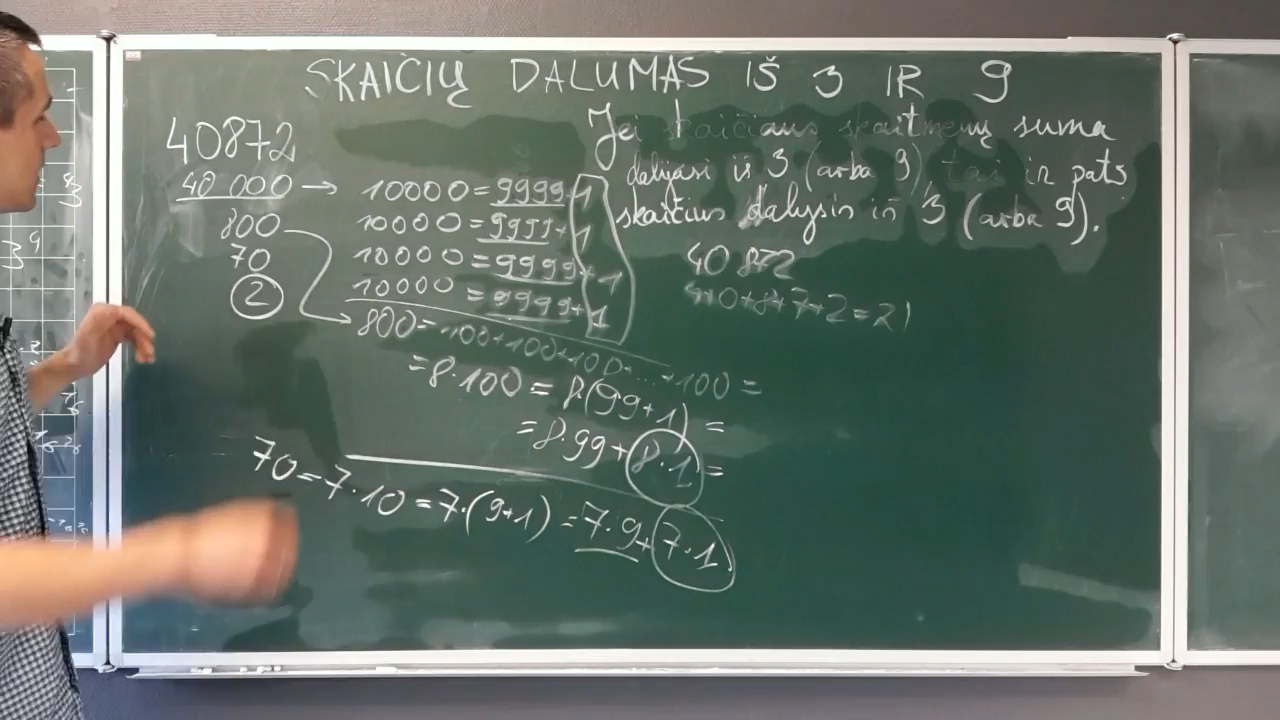 SKAIČIŲ DALUMAS IŠ 3 IR 9
40872
40 000 → 10000 = 9999+1
800 10000 = 9999+1
70 10000 = 9999+1
2 10000 = 9999+1
800=100+100+100+...+100=
=8·100=8(99+1)=
=8·99+8·1=
70=7·10=7·(9+1)=7·9+7·1
Jei skaičiaus skaitmenų suma
dalijasi iš 3 (arba 9), tai ir pats
skaičius dalysis iš 3 (arba 9).
40 872
4+0+8+7+2=21